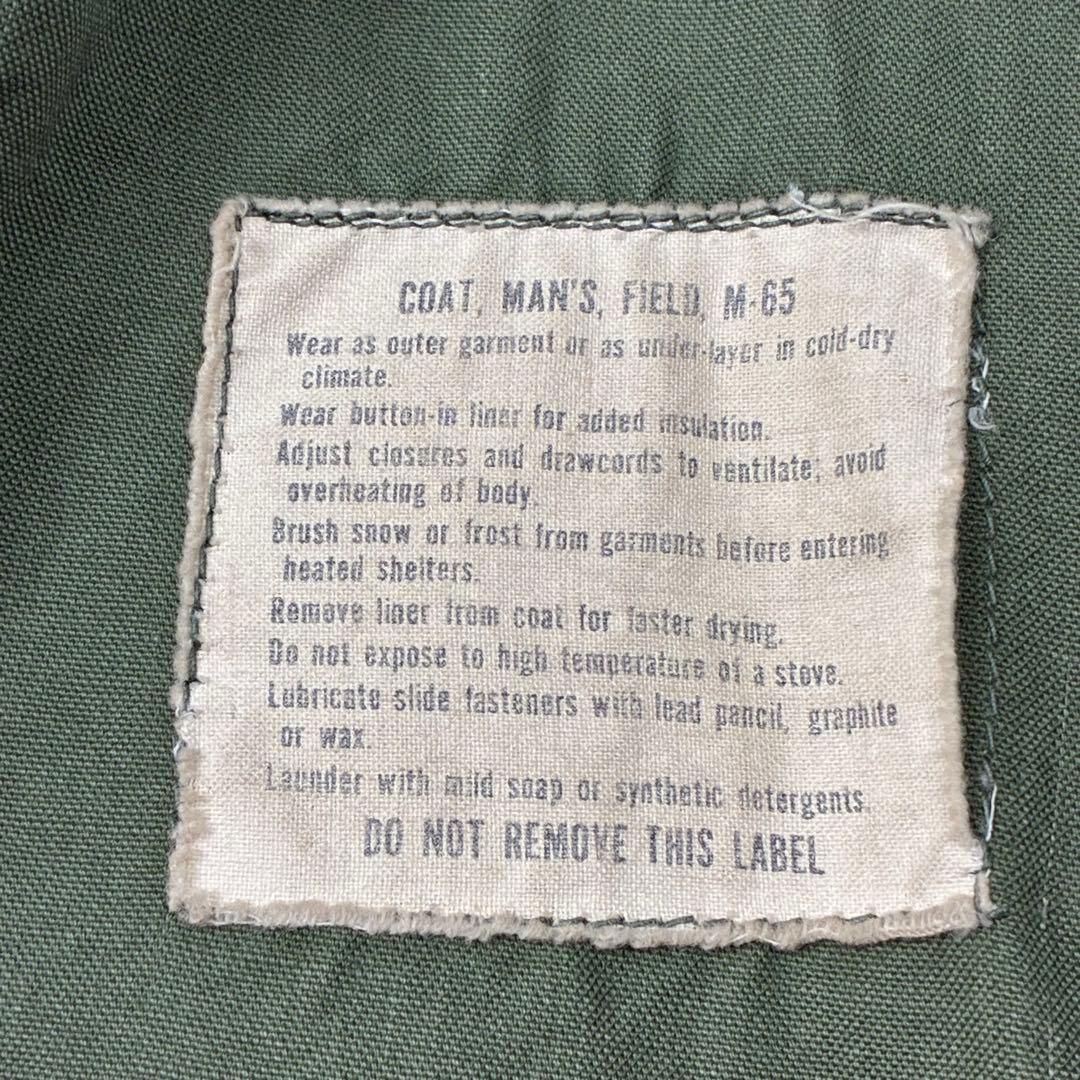 COAT, MAN'S, FIELD, M-65
Wear as outer garment or as under-layer in cold-dry
climate.
Wear button-in liner for added insulation.
Adjust closures and drawcords to ventilate; avoid
overheating of body.
Brush snow or frost from garments before entering
heated shelters.
Remove liner from coat for faster drying.
Do not expose to high temperature of a stove.
Lubricate slide fasteners with lead pencil, graphite
or wax.
Launder with mild soap or synthetic detergents.
DO NOT REMOVE THIS LABEL